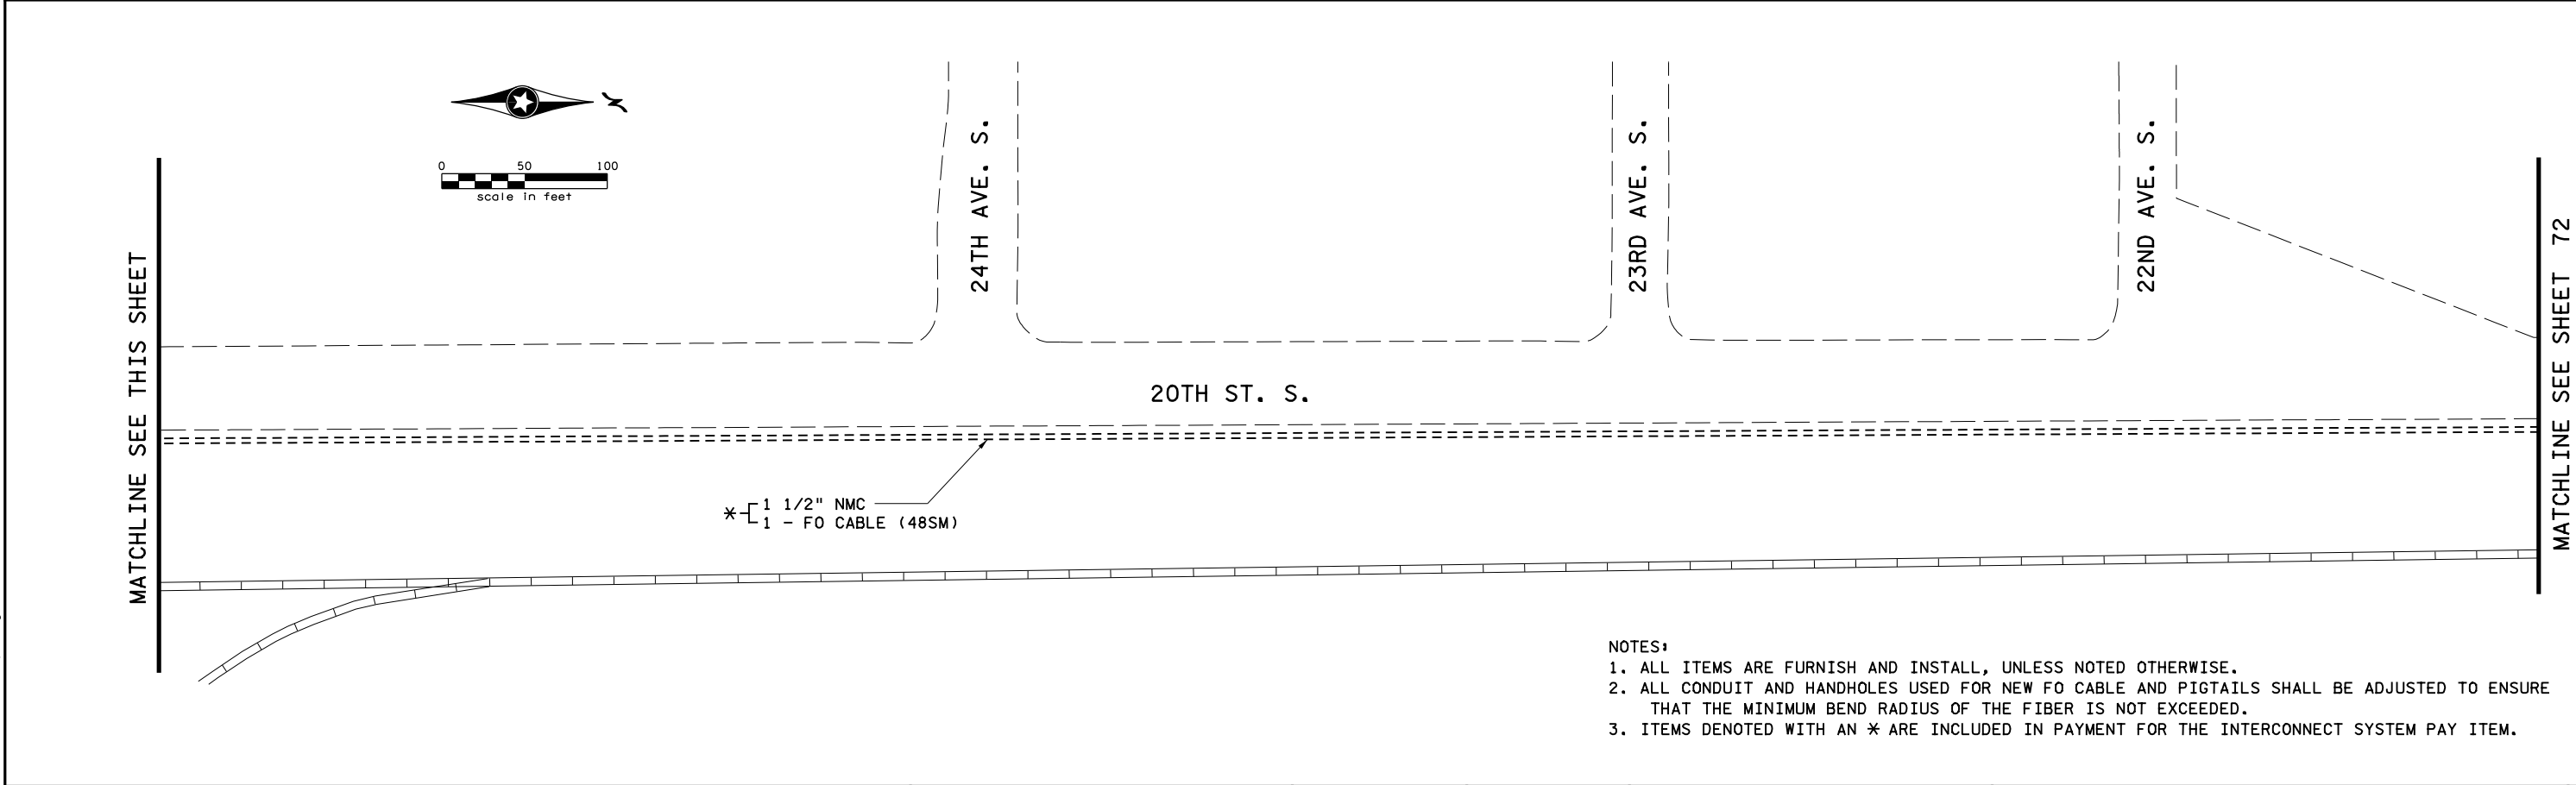 N
0 50 100
scale in feet
24TH AVE. S.
23RD AVE. S.
22ND AVE. S.
MATCHLINE SEE THIS SHEET
MATCHLINE SEE SHEET 72
20TH ST. S.
*
1 1/2" NMC
1 - FO CABLE (48SM)
NOTES:
1. ALL ITEMS ARE FURNISH AND INSTALL, UNLESS NOTED OTHERWISE.
2. ALL CONDUIT AND HANDHOLES USED FOR NEW FO CABLE AND PIGTAILS SHALL BE ADJUSTED TO ENSURE
THAT THE MINIMUM BEND RADIUS OF THE FIBER IS NOT EXCEEDED.
3. ITEMS DENOTED WITH AN * ARE INCLUDED IN PAYMENT FOR THE INTERCONNECT SYSTEM PAY ITEM.